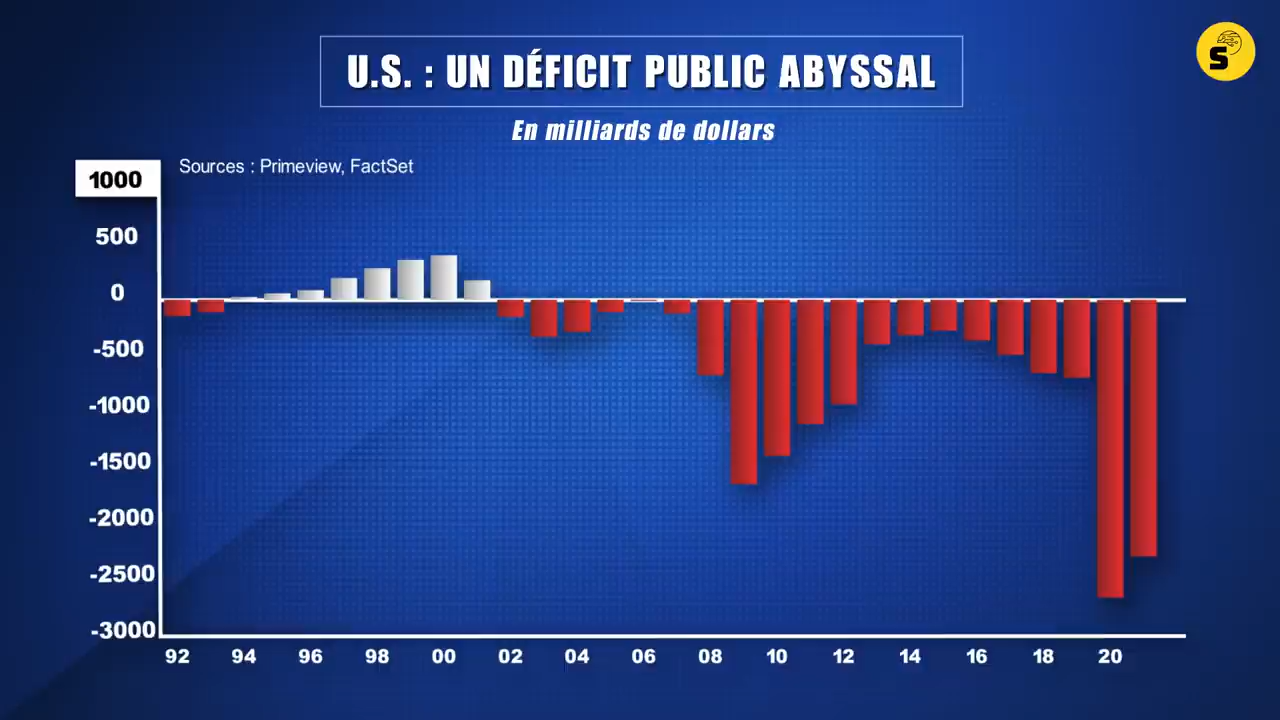 U.S. : UN DÉFICIT PUBLIC ABYSSAL
S
En milliards de dollars
Sources : Primeview, FactSet
1000
500
0
-500
-1000
-1500
-2000
-2500
-3000
92 94 96 98 00 02 04 06 08 10 12 14 16 18 20